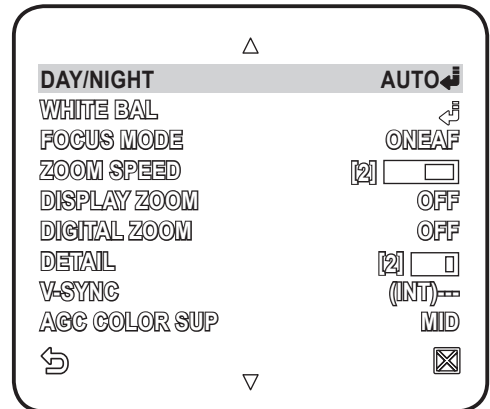 DAY/NIGHT AUTO
WHITE BAL
FOCUS MODE ONEAF
ZOOM SPEED [2]
DISPLAY ZOOM OFF
DIGITAL ZOOM OFF
DETAIL [2]
V-SYNC (INT)---
AGC COLOR SUP MID